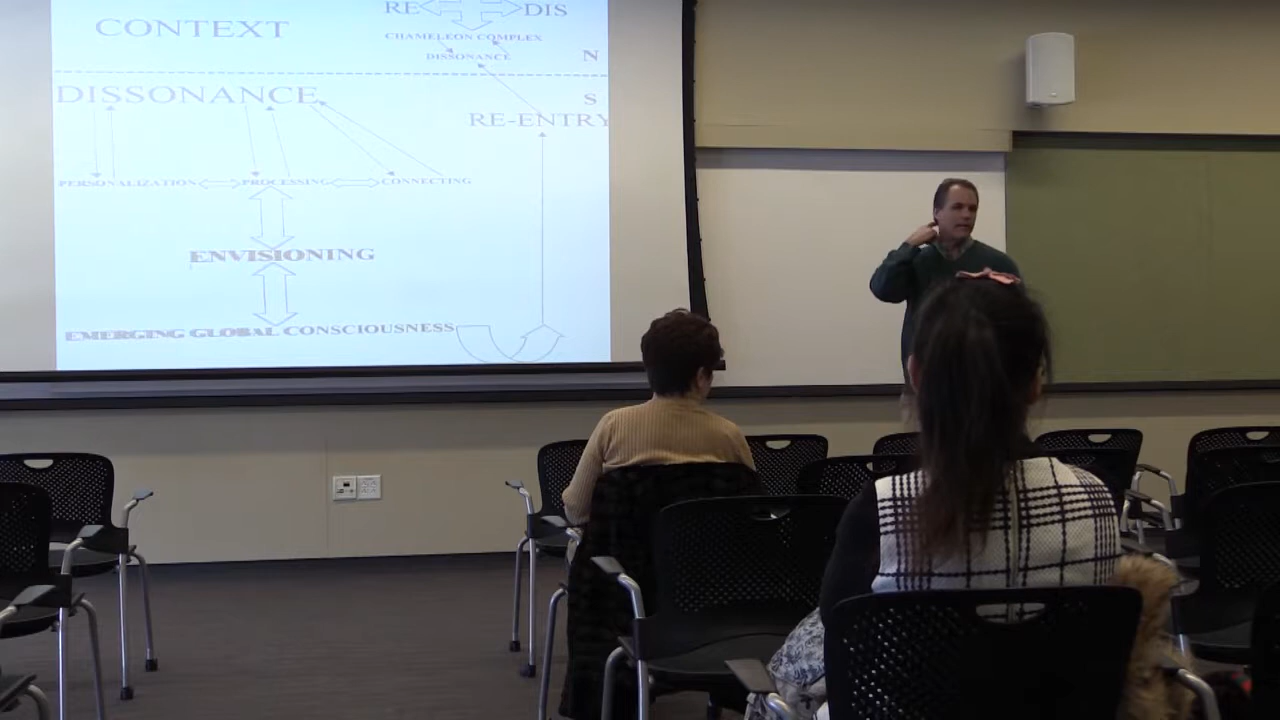 RE DIS
CONTEXT
CHAMELEON COMPLEX
DISSONANCE
N
DISSONANCE
S
RE-ENTRY
PERSONALIZATION PROCESSING CONNECTING
ENVISIONING
EMERGING GLOBAL CONSCIOUSNESS